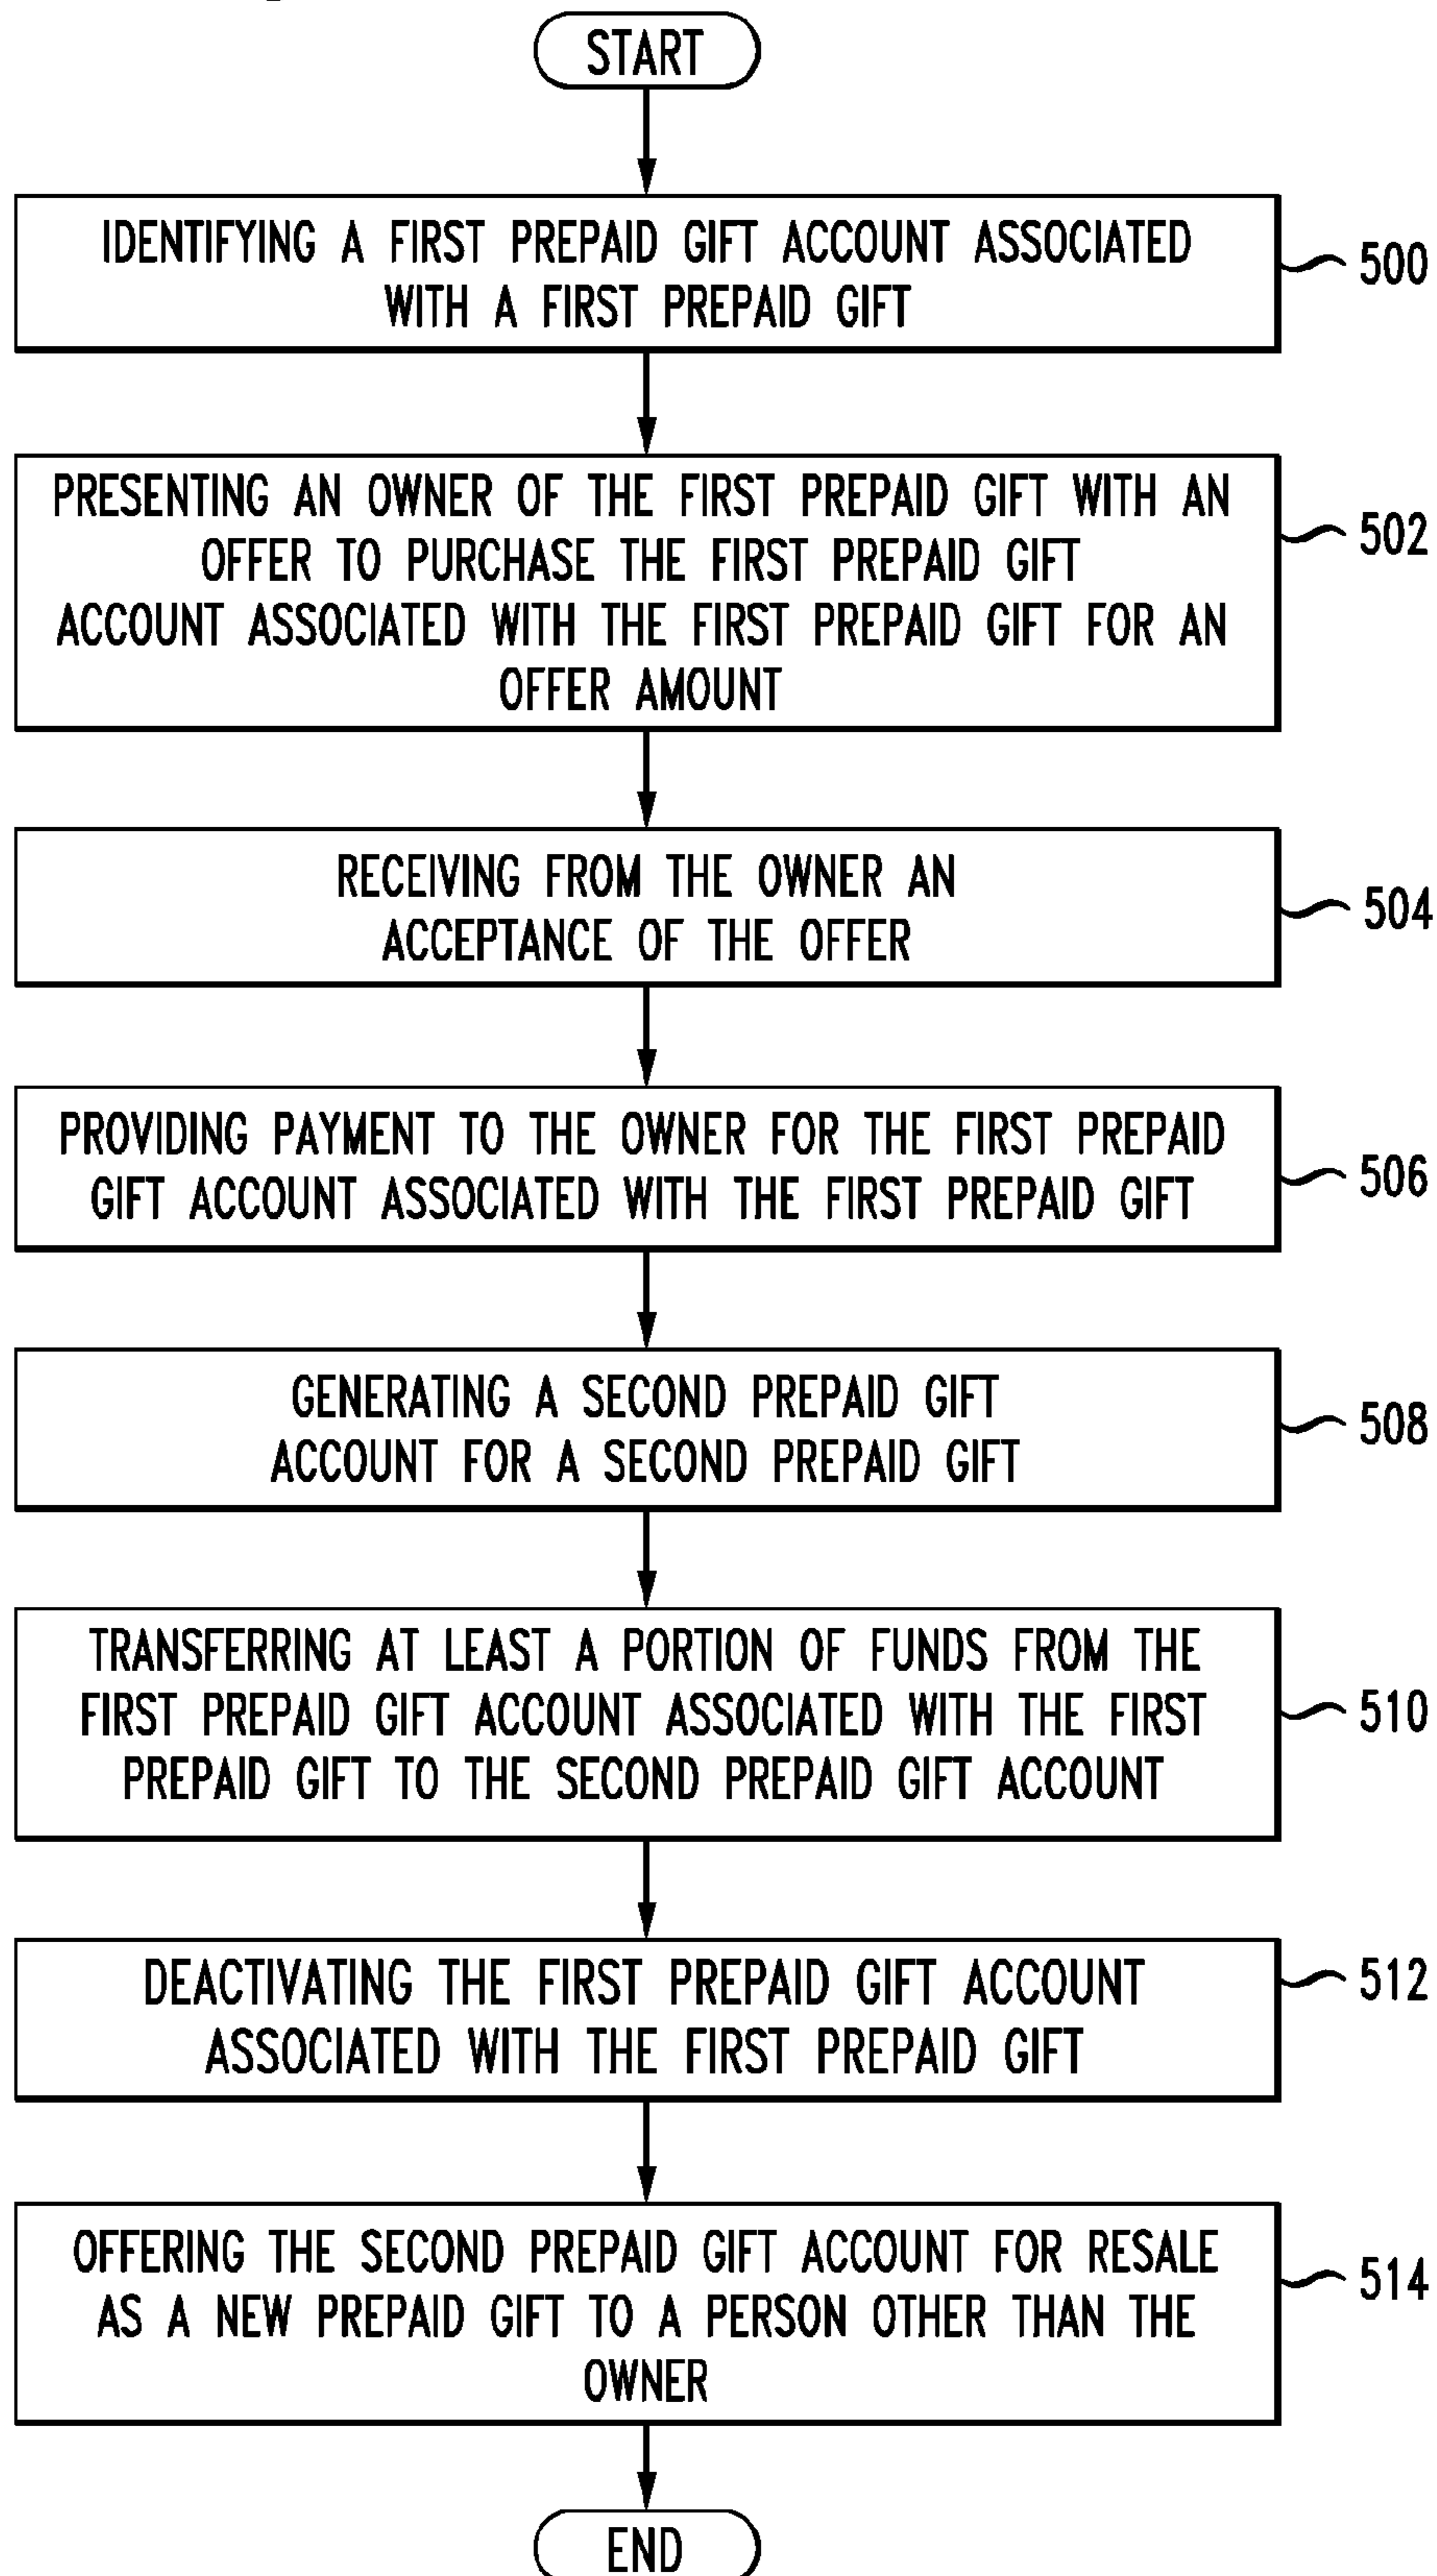 START
IDENTIFYING A FIRST PREPAID GIFT ACCOUNT ASSOCIATED
WITH A FIRST PREPAID GIFT
500
PRESENTING AN OWNER OF THE FIRST PREPAID GIFT WITH AN
OFFER TO PURCHASE THE FIRST PREPAID GIFT
ACCOUNT ASSOCIATED WITH THE FIRST PREPAID GIFT FOR AN
OFFER AMOUNT
502
RECEIVING FROM THE OWNER AN
ACCEPTANCE OF THE OFFER
504
PROVIDING PAYMENT TO THE OWNER FOR THE FIRST PREPAID
GIFT ACCOUNT ASSOCIATED WITH THE FIRST PREPAID GIFT
506
GENERATING A SECOND PREPAID GIFT
ACCOUNT FOR A SECOND PREPAID GIFT
508
TRANSFERRING AT LEAST A PORTION OF FUNDS FROM THE
FIRST PREPAID GIFT ACCOUNT ASSOCIATED WITH THE FIRST
PREPAID GIFT TO THE SECOND PREPAID GIFT ACCOUNT
510
DEACTIVATING THE FIRST PREPAID GIFT ACCOUNT
ASSOCIATED WITH THE FIRST PREPAID GIFT
512
OFFERING THE SECOND PREPAID GIFT ACCOUNT FOR RESALE
AS A NEW PREPAID GIFT TO A PERSON OTHER THAN THE
OWNER
514
END